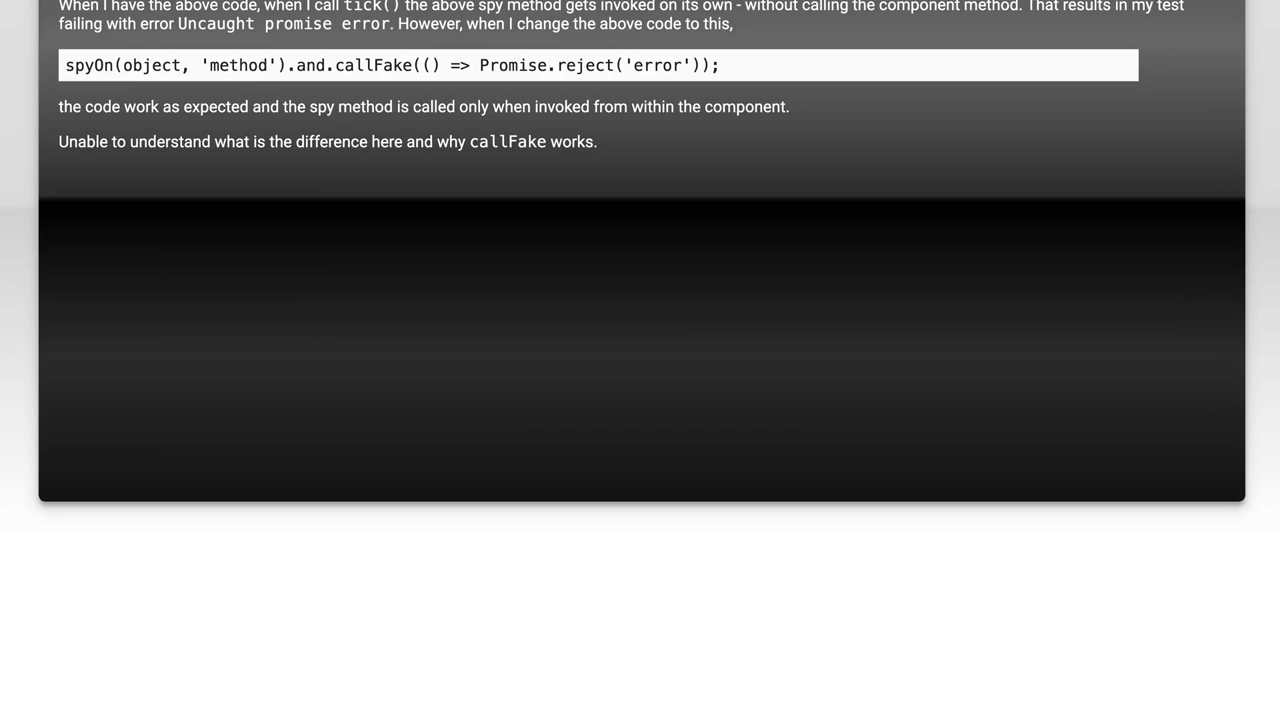 When I have the above code, when I call tick() the above spy method gets invoked on its own - without calling the component method. That results in my test
failing with error Uncaught promise error. However, when I change the above code to this,
spyOn(object, 'method').and.callFake(() => Promise.reject('error'));
the code work as expected and the spy method is called only when invoked from within the component.
Unable to understand what is the difference here and why callFake works.